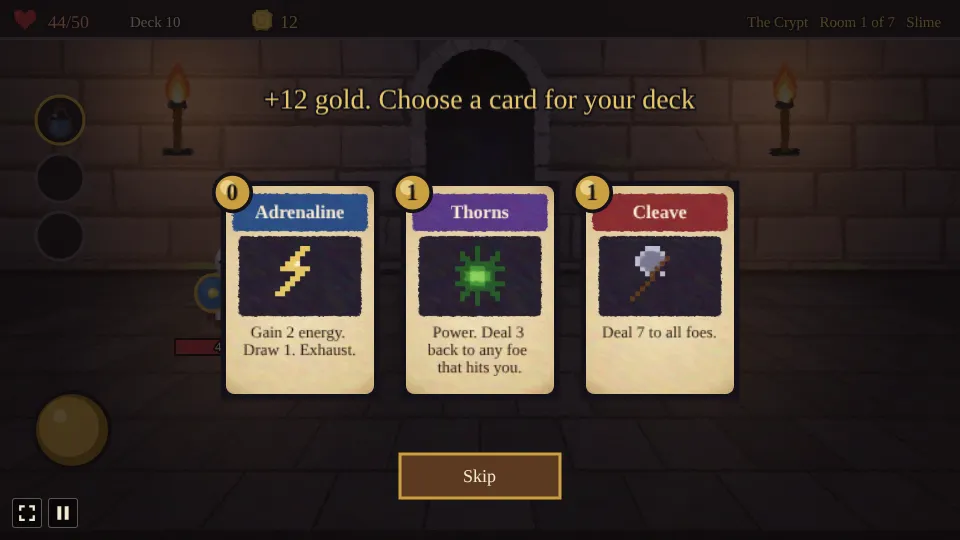 44/50 Deck 10 12 The Crypt Room 1 of 7 Slime
+12 gold. Choose a card for your deck
0 1 1
Adrenaline
Gain 2 energy.
Draw 1. Exhaust.
Thorns
Power. Deal 3
back to any foe
that hits you.
Cleave
Deal 7 to all foes.
Skip